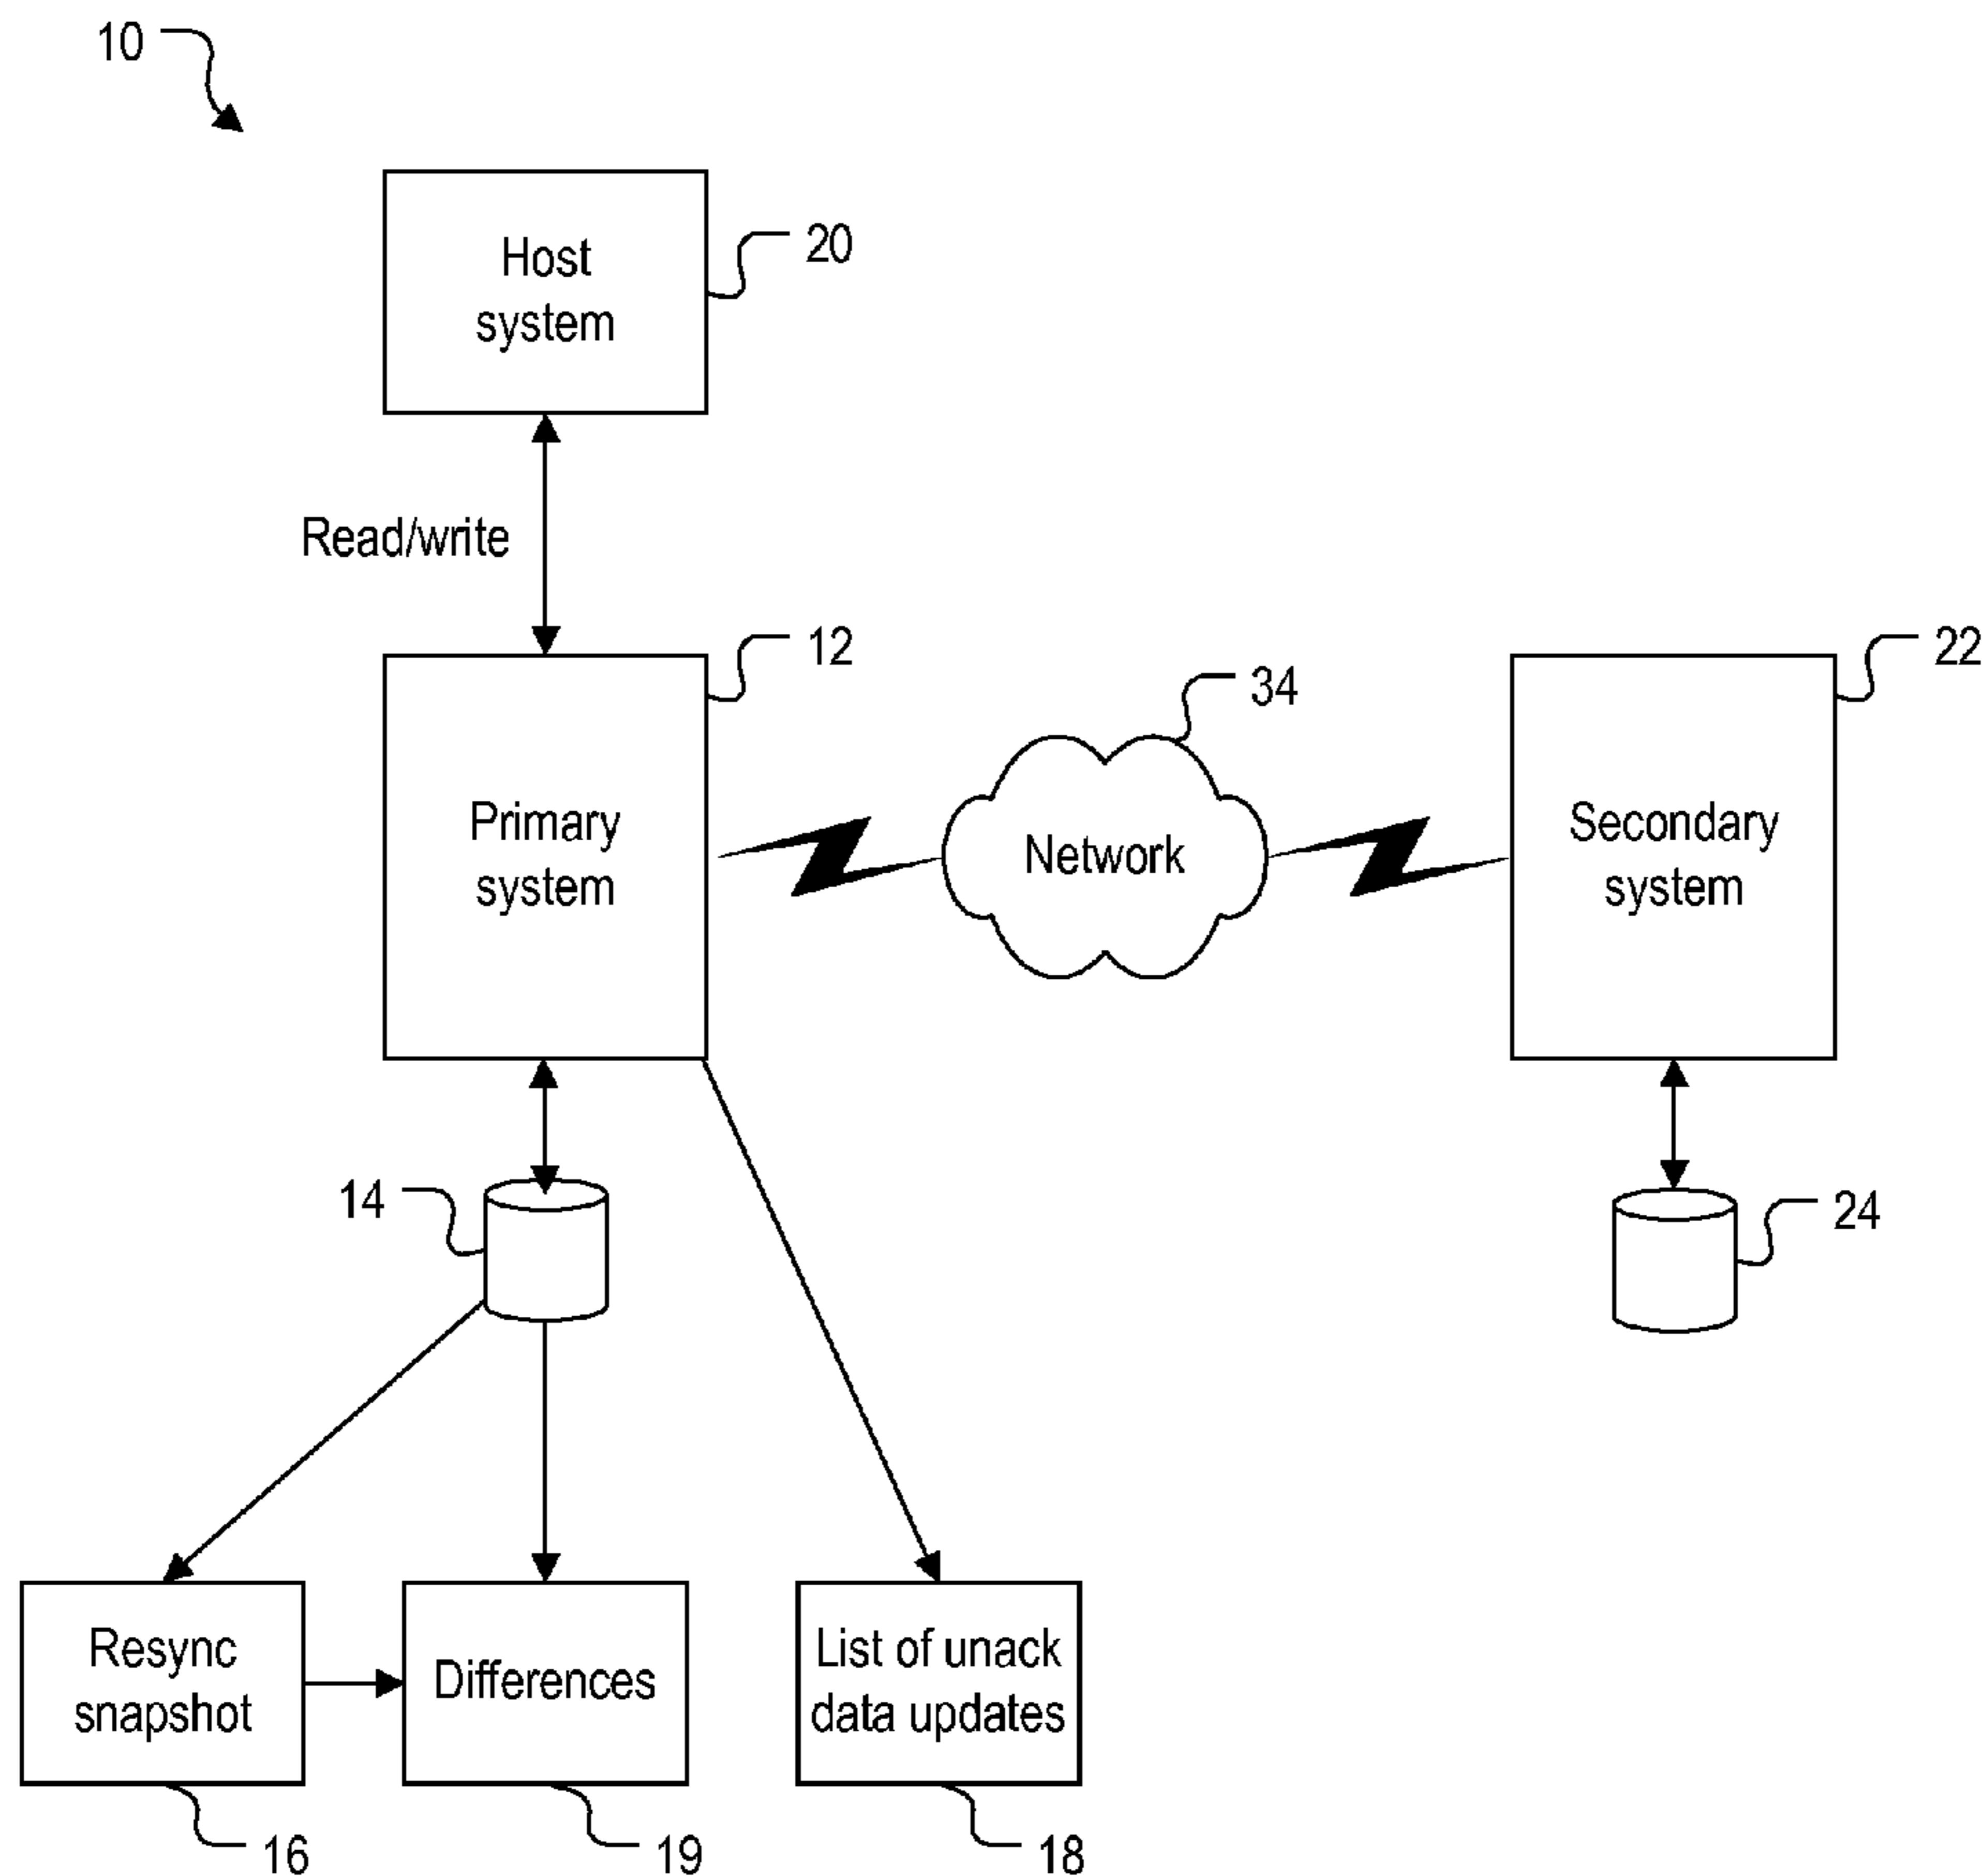 10
Host
system
20
Read/write
12
22
34
Primary
system
Network
Secondary
system
14
24
Resync
snapshot
Differences
List of unack
data updates
16
19
18